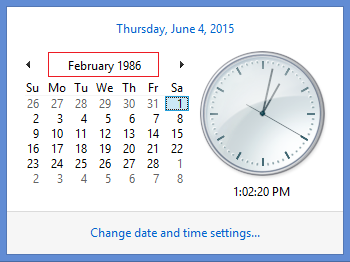 Thursday, June 4, 2015
February 1986
Su Mo Tu We Th Fr Sa
26 27 28 29 30 31 1
2 3 4 5 6 7 8
9 10 11 12 13 14 15
16 17 18 19 20 21 22
23 24 25 26 27 28 1
2 3 4 5 6 7 8
1:02:20 PM
Change date and time settings...